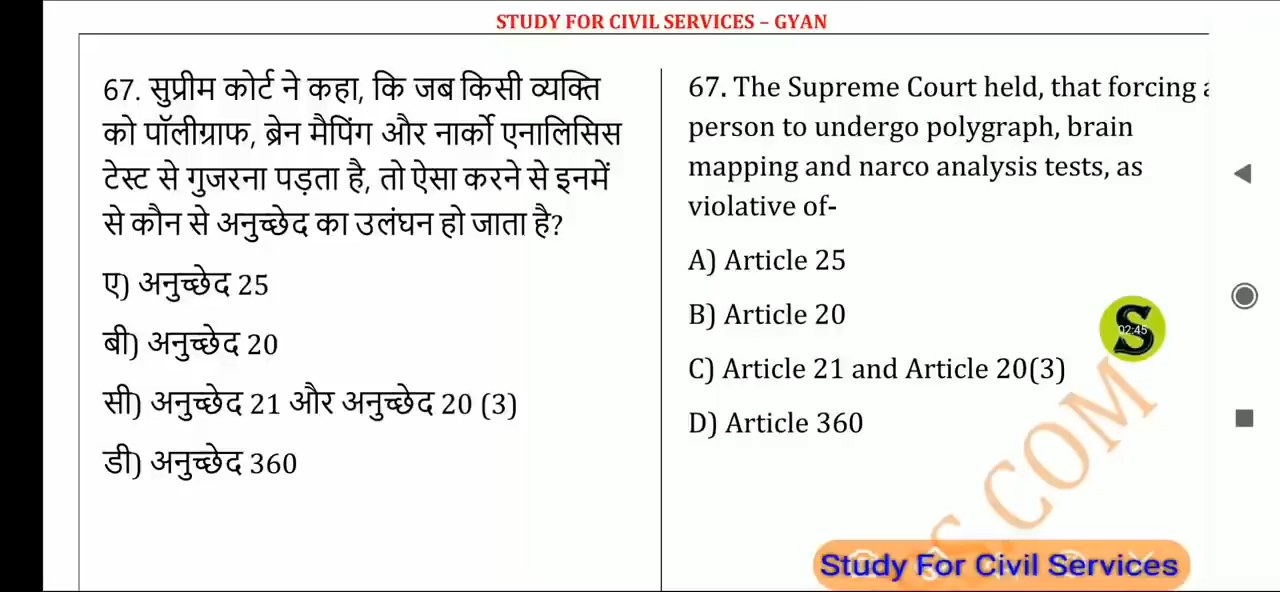 STUDY FOR CIVIL SERVICES – GYAN
67. सुप्रीम कोर्ट ने कहा, कि जब किसी व्यक्ति
को पॉलीग्राफ, ब्रेन मैपिंग और नार्को एनालिसिस
टेस्ट से गुजरना पड़ता है, तो ऐसा करने से इनमें
से कौन से अनुच्छेद का उलंघन हो जाता है?
ए) अनुच्छेद 25
बी) अनुच्छेद 20
सी) अनुच्छेद 21 और अनुच्छेद 20 (3)
डी) अनुच्छेद 360
67. The Supreme Court held, that forcing a
person to undergo polygraph, brain
mapping and narco analysis tests, as
violative of-
A) Article 25
B) Article 20
C) Article 21 and Article 20(3)
D) Article 360
S
02:45
S.COM
Study For Civil Services